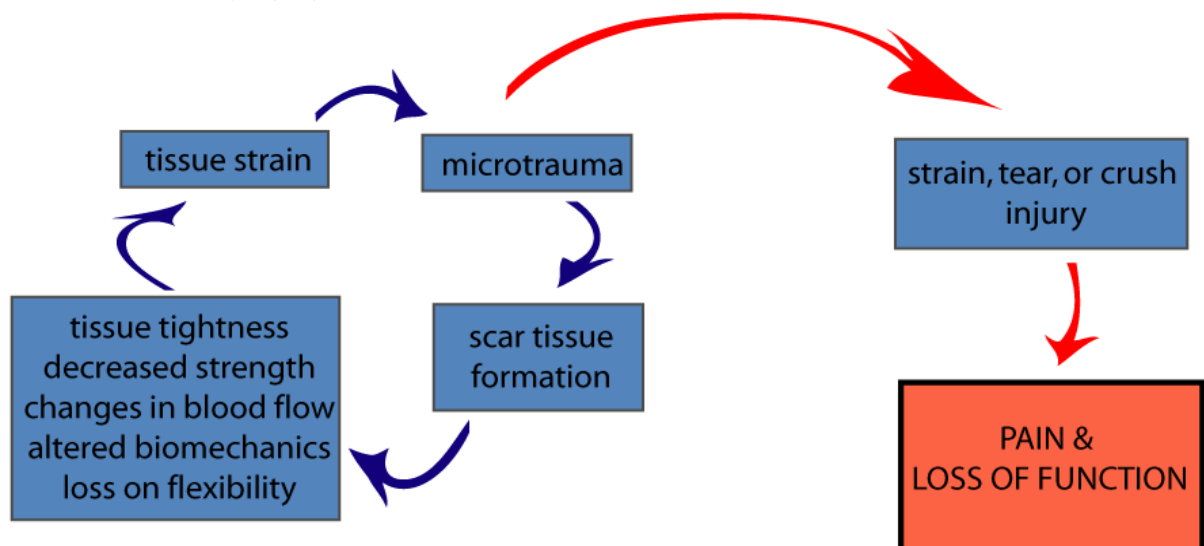 tissue strain
microtrauma
strain, tear, or crush
injury
tissue tightness
decreased strength
changes in blood flow
altered biomechanics
loss on flexibility
scar tissue
formation
PAIN &
LOSS OF FUNCTION